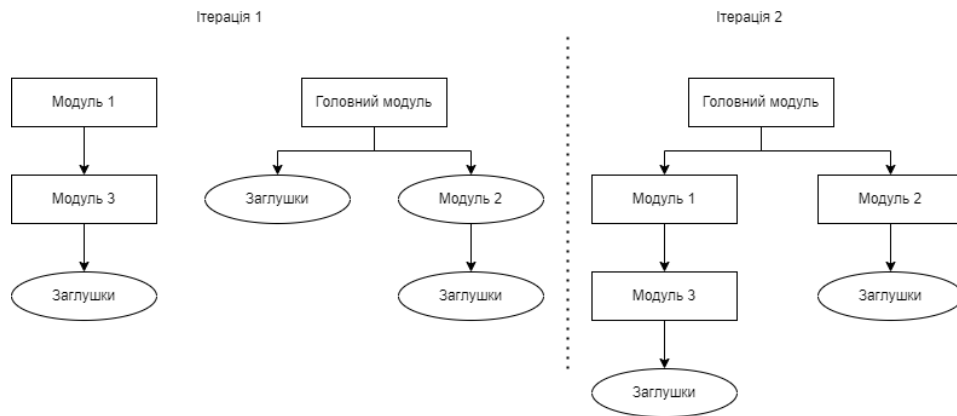 Ітерація 1
Ітерація 2
Модуль 1
Головний модуль
Головний модуль
Модуль 3
Заглушки
Модуль 2
Модуль 1
Модуль 2
Заглушки
Заглушки
Модуль 3
Заглушки
Заглушки